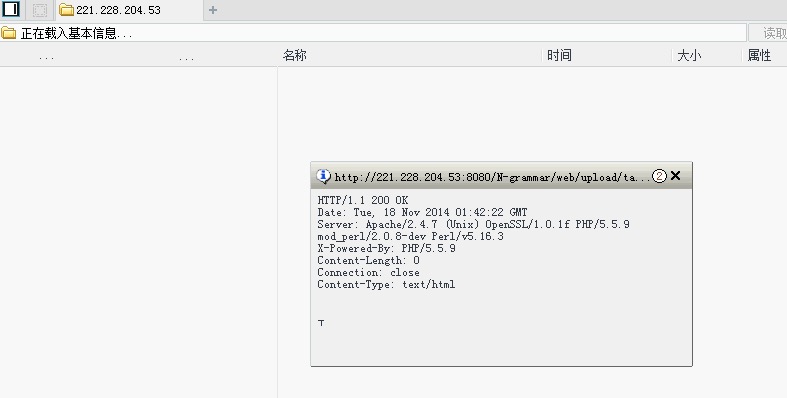 221.228.204.53
正在载入基本信息...
读取
... ... 名称 时间 大小 属性
http://221.228.204.53:8080/N-grammar/web/upload/ta... 2
HTTP/1.1 200 OK
Date: Tue, 18 Nov 2014 01:42:22 GMT
Server: Apache/2.4.7 (Unix) OpenSSL/1.0.1f PHP/5.5.9
mod_perl/2.0.8-dev Perl/v5.16.3
X-Powered-By: PHP/5.5.9
Content-Length: 0
Connection: close
Content-Type: text/html